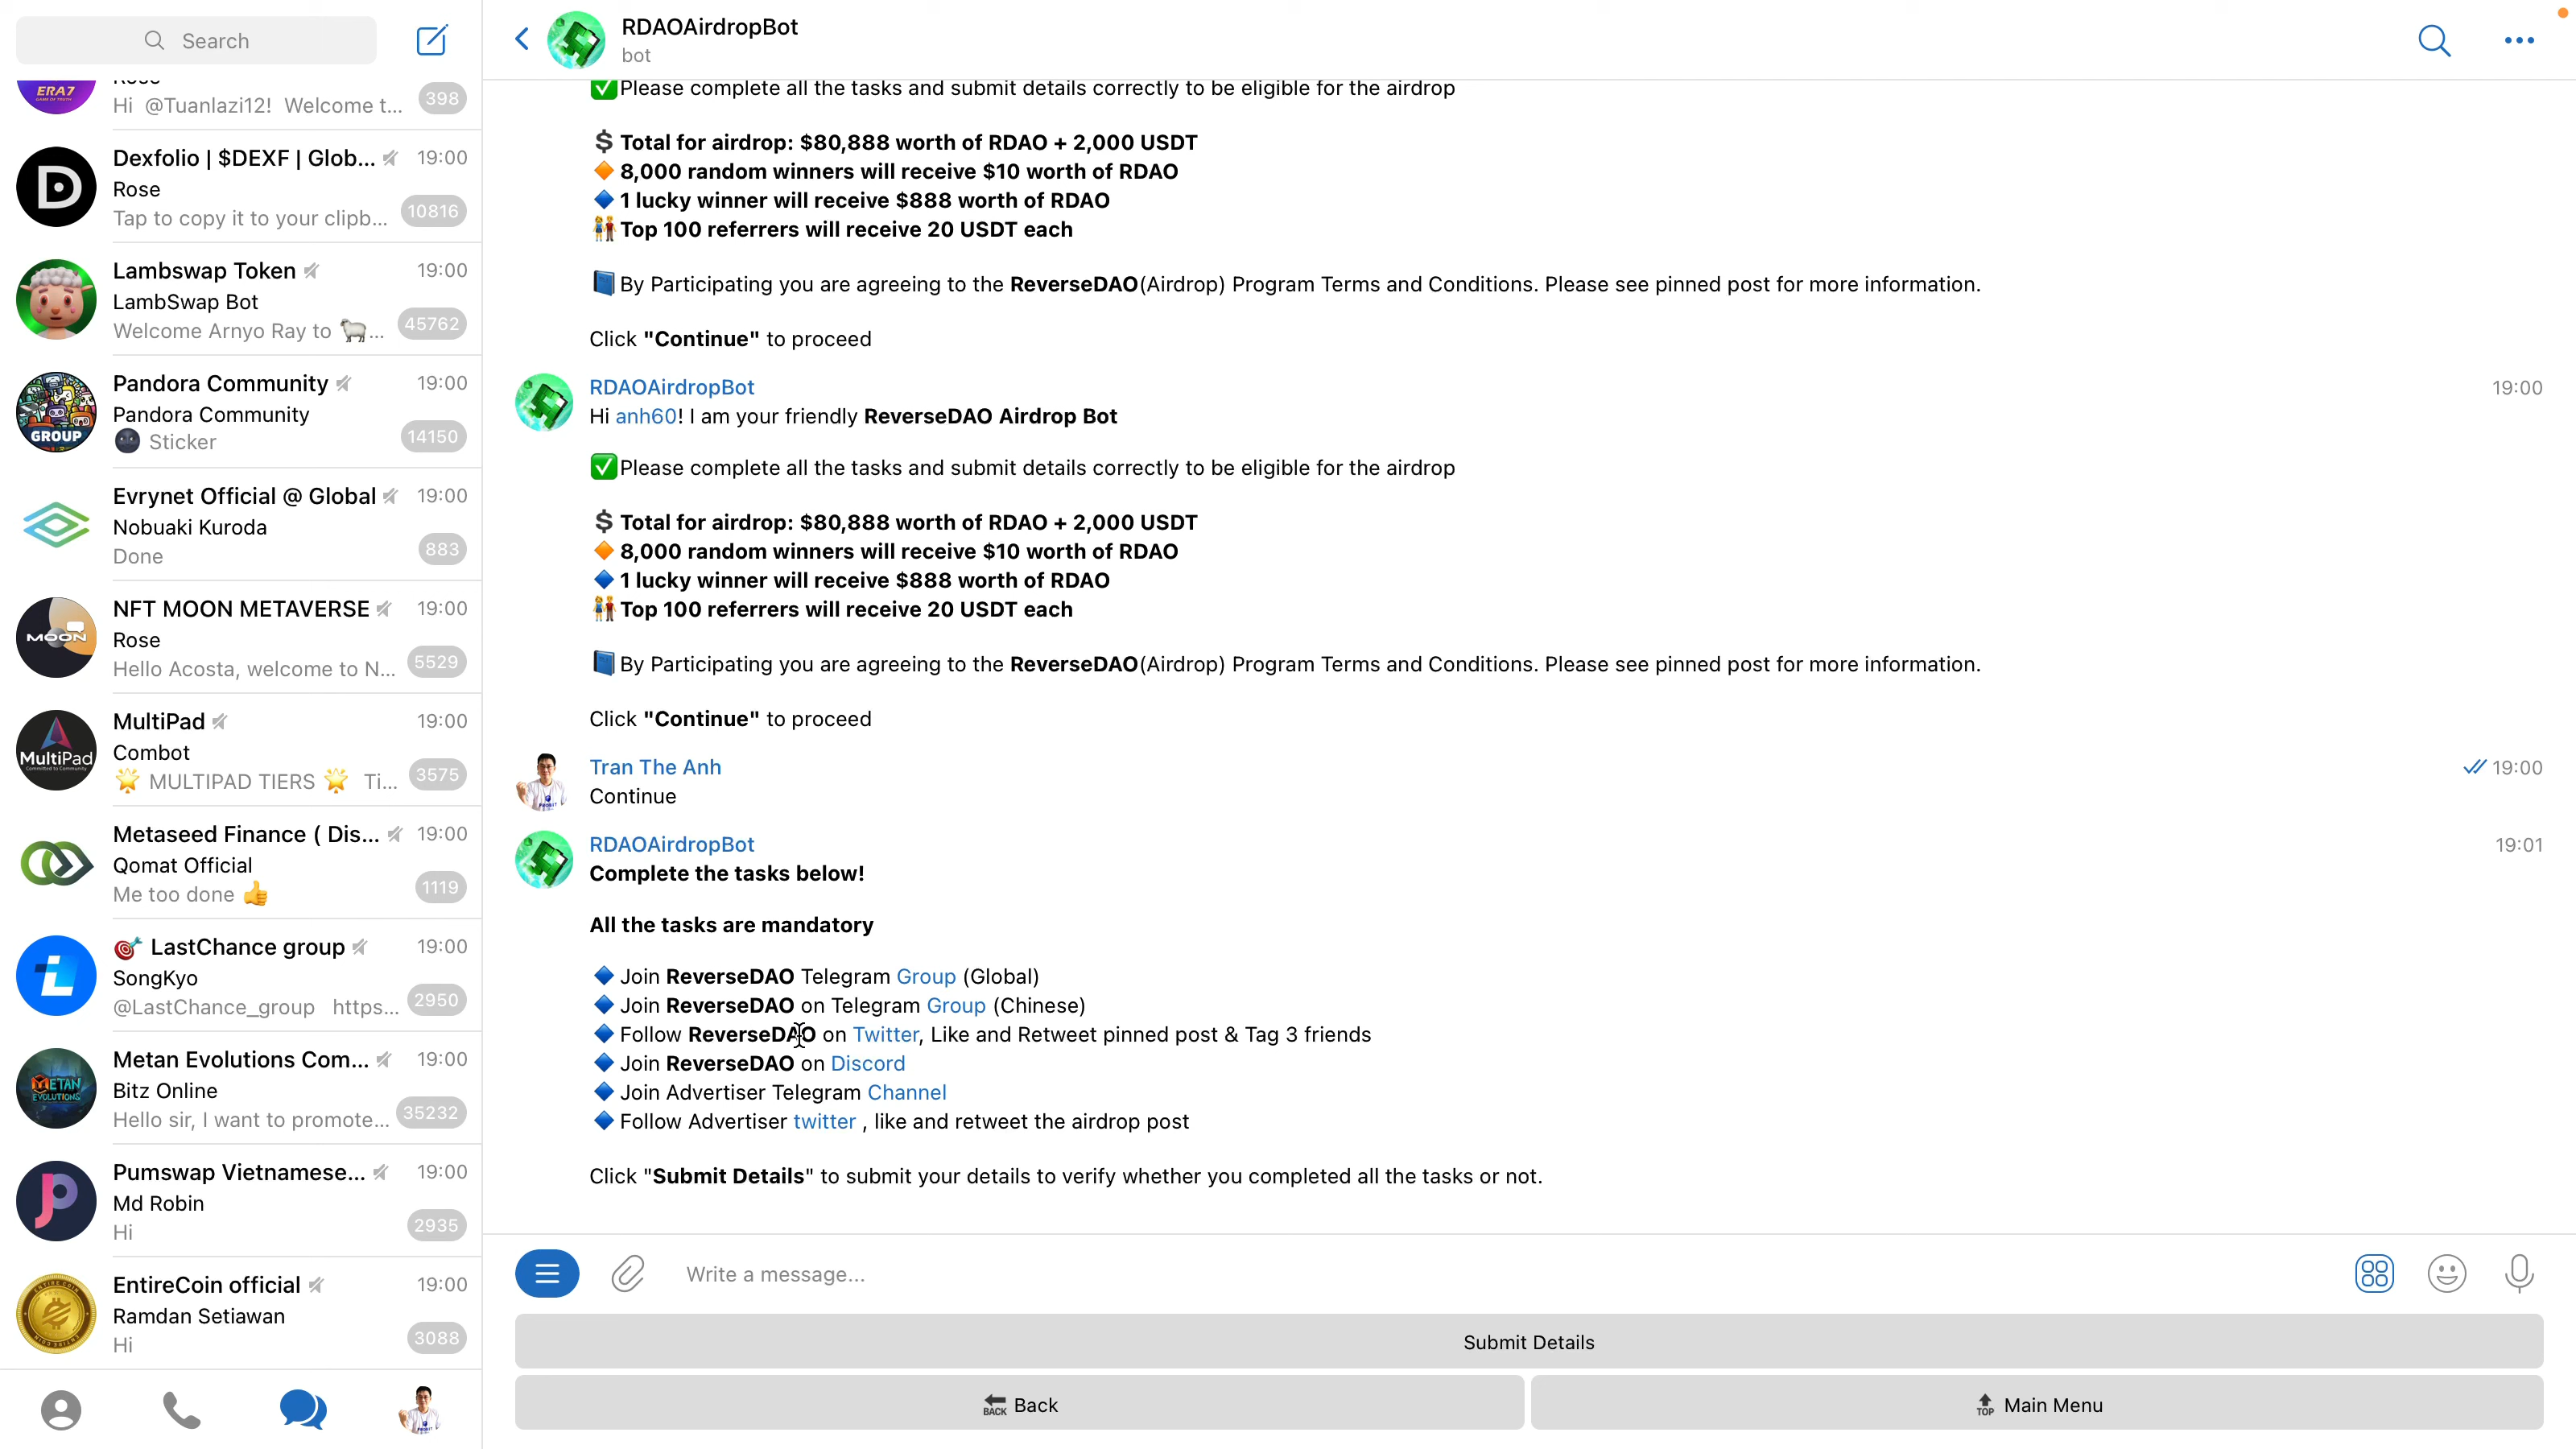 Search
Rose
Hi @Tuanlazi12! Welcome t...
398
ERA7
GAME OF TRUTH
Dexfolio | $DEXF | Glob...
19:00
Rose
Tap to copy it to your clipb...
10816
Lambswap Token
19:00
LambSwap Bot
Welcome Arnyo Ray to 🐑...
45762
Pandora Community
19:00
Pandora Community
🌚 Sticker
14150
GROUP
Evrynet Official @ Global
19:00
Nobuaki Kuroda
Done
883
NFT MOON METAVERSE
19:00
Rose
Hello Acosta, welcome to N...
5529
MOON
MultiPad
19:00
Combot
🌟 MULTIPAD TIERS 🌟 Ti...
3575
MultiPad
Metaseed Finance ( Dis...
19:00
Qomat Official
Me too done 👍
1119
🎯 LastChance group
19:00
SongKyo
@LastChance_group https...
2950
Metan Evolutions Com...
19:00
Bitz Online
Hello sir, I want to promote...
35232
METAN
EVOLUTIONS
Pumswap Vietnamese...
19:00
Md Robin
Hi
2935
EntireCoin official
19:00
Ramdan Setiawan
Hi
3088
RDAOAirdropBot
bot
✅Please complete all the tasks and submit details correctly to be eligible for the airdrop
💲Total for airdrop: $80,888 worth of RDAO + 2,000 USDT
🔶8,000 random winners will receive $10 worth of RDAO
🔷1 lucky winner will receive $888 worth of RDAO
👫Top 100 referrers will receive 20 USDT each
📘By Participating you are agreeing to the ReverseDAO(Airdrop) Program Terms and Conditions. Please see pinned post for more information.
Click "Continue" to proceed
RDAOAirdropBot
19:00
Hi anh60! I am your friendly ReverseDAO Airdrop Bot
✅Please complete all the tasks and submit details correctly to be eligible for the airdrop
💲Total for airdrop: $80,888 worth of RDAO + 2,000 USDT
🔶8,000 random winners will receive $10 worth of RDAO
🔷1 lucky winner will receive $888 worth of RDAO
👫Top 100 referrers will receive 20 USDT each
📘By Participating you are agreeing to the ReverseDAO(Airdrop) Program Terms and Conditions. Please see pinned post for more information.
Click "Continue" to proceed
Tran The Anh
19:00
Continue
RDAOAirdropBot
19:01
Complete the tasks below!
All the tasks are mandatory
🔷Join ReverseDAO Telegram Group (Global)
🔷Join ReverseDAO on Telegram Group (Chinese)
🔷Follow ReverseDAO on Twitter, Like and Retweet pinned post & Tag 3 friends
🔷Join ReverseDAO on Discord
🔷Join Advertiser Telegram Channel
🔷Follow Advertiser twitter , like and retweet the airdrop post
Click "Submit Details" to submit your details to verify whether you completed all the tasks or not.
Write a message...
Submit Details
🔙 Back
🔝 Main Menu